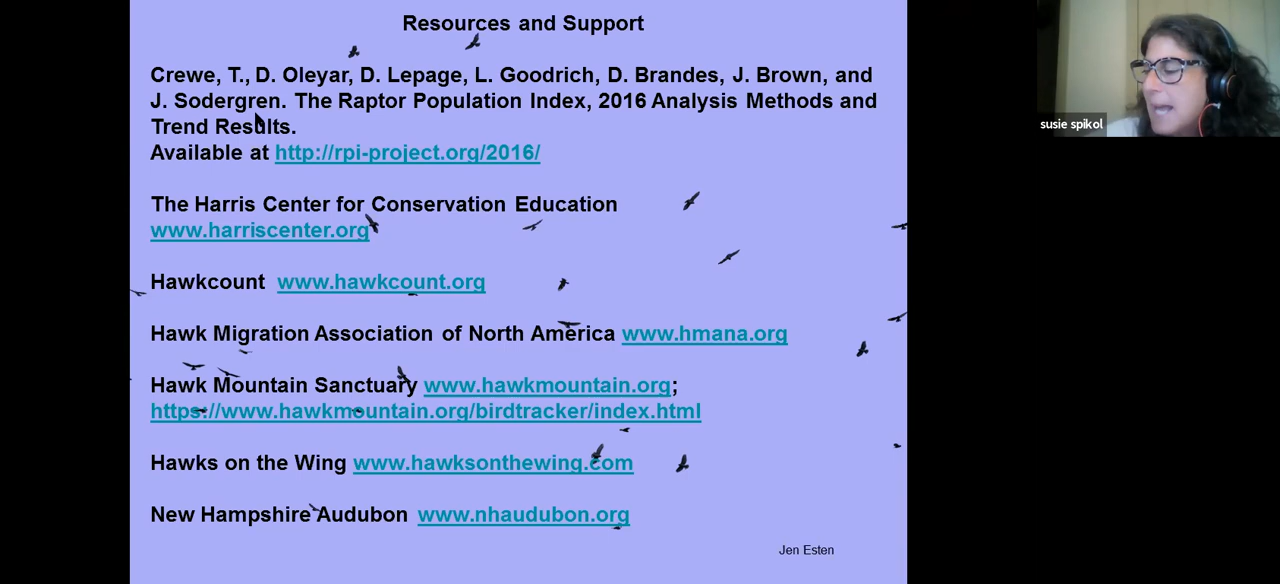 Resources and Support
Crewe, T., D. Oleyar, D. Lepage, L. Goodrich, D. Brandes, J. Brown, and
J. Sodergren. The Raptor Population Index, 2016 Analysis Methods and
Trend Results.
Available at http://rpi-project.org/2016/
The Harris Center for Conservation Education
www.harriscenter.org
Hawkcount www.hawkcount.org
Hawk Migration Association of North America www.hmana.org
Hawk Mountain Sanctuary www.hawkmountain.org;
https://www.hawkmountain.org/birdtracker/index.html
Hawks on the Wing www.hawksonthewing.com
New Hampshire Audubon www.nhaudubon.org
Jen Esten
susie spikol